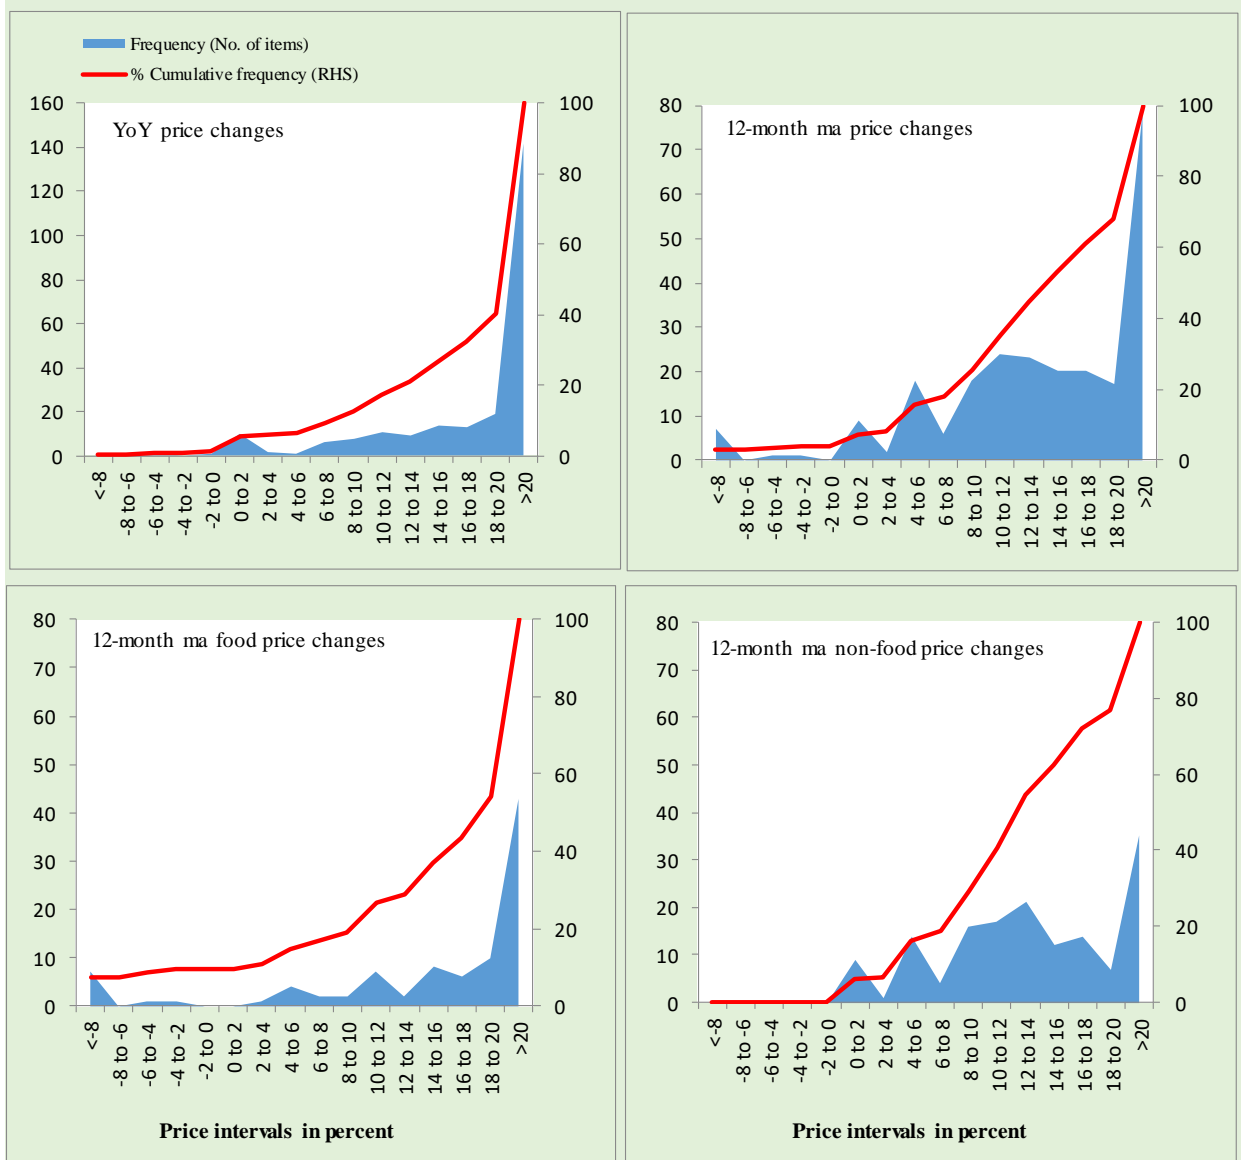 Frequency (No. of items)
% Cumulative frequency (RHS)
YoY price changes
160
140
120
100
80
60
40
20
0
100
80
60
40
20
0
<-8
-8 to -6
-6 to -4
-4 to -2
-2 to 0
0 to 2
2 to 4
4 to 6
6 to 8
8 to 10
10 to 12
12 to 14
14 to 16
16 to 18
18 to 20
>20
12-month ma price changes
80
70
60
50
40
30
20
10
0
100
80
60
40
20
0
<-8
-8 to -6
-6 to -4
-4 to -2
-2 to 0
0 to 2
2 to 4
4 to 6
6 to 8
8 to 10
10 to 12
12 to 14
14 to 16
16 to 18
18 to 20
>20
12-month ma food price changes
80
70
60
50
40
30
20
10
0
100
80
60
40
20
0
<-8
-8 to -6
-6 to -4
-4 to -2
-2 to 0
0 to 2
2 to 4
4 to 6
6 to 8
8 to 10
10 to 12
12 to 14
14 to 16
16 to 18
18 to 20
>20
Price intervals in percent
12-month ma non-food price changes
80
70
60
50
40
30
20
10
0
100
80
60
40
20
0
<-8
-8 to -6
-6 to -4
-4 to -2
-2 to 0
0 to 2
2 to 4
4 to 6
6 to 8
8 to 10
10 to 12
12 to 14
14 to 16
16 to 18
18 to 20
>20
Price intervals in percent